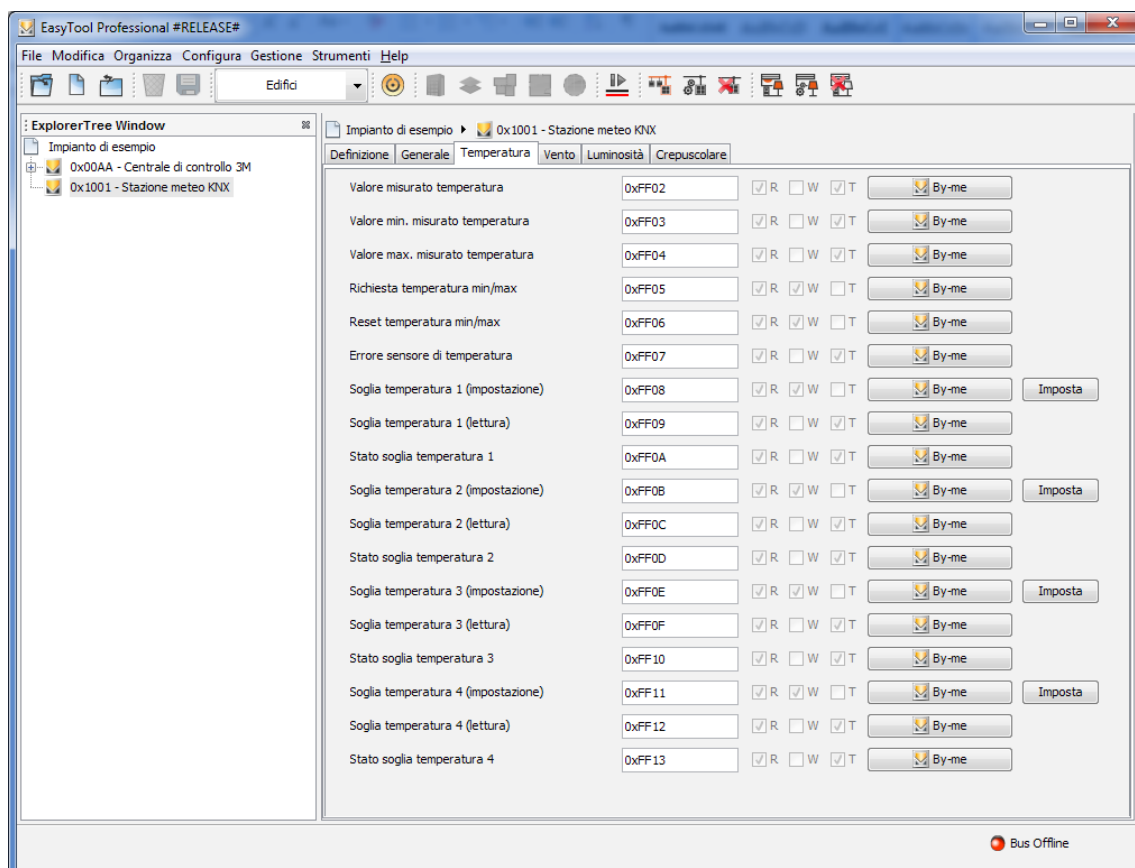 EasyTool Professional #RELEASE#
File Modifica Organizza Configura Gestione Strumenti Help
Edifici
ExplorerTree Window
Impianto di esempio
0x00AA - Centrale di controllo 3M
0x1001 - Stazione meteo KNX
Impianto di esempio 0x1001 - Stazione meteo KNX
Definizione Generale Temperatura Vento Luminosità Crepuscolare
Valore misurato temperatura 0xFF02 R W T By-me
Valore min. misurato temperatura 0xFF03 R W T By-me
Valore max. misurato temperatura 0xFF04 R W T By-me
Richiesta temperatura min/max 0xFF05 R W T By-me
Reset temperatura min/max 0xFF06 R W T By-me
Errore sensore di temperatura 0xFF07 R W T By-me
Soglia temperatura 1 (impostazione) 0xFF08 R W T By-me Imposta
Soglia temperatura 1 (lettura) 0xFF09 R W T By-me
Stato soglia temperatura 1 0xFF0A R W T By-me
Soglia temperatura 2 (impostazione) 0xFF0B R W T By-me Imposta
Soglia temperatura 2 (lettura) 0xFF0C R W T By-me
Stato soglia temperatura 2 0xFF0D R W T By-me
Soglia temperatura 3 (impostazione) 0xFF0E R W T By-me Imposta
Soglia temperatura 3 (lettura) 0xFF0F R W T By-me
Stato soglia temperatura 3 0xFF10 R W T By-me
Soglia temperatura 4 (impostazione) 0xFF11 R W T By-me Imposta
Soglia temperatura 4 (lettura) 0xFF12 R W T By-me
Stato soglia temperatura 4 0xFF13 R W T By-me
Bus Offline